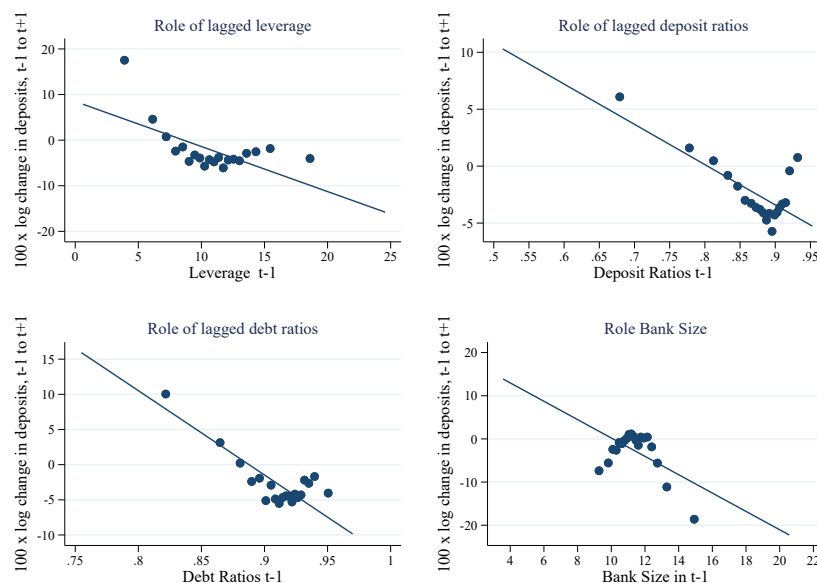 Role of lagged leverage
100 x log change in deposits, t-1 to t+1
20
10
0
-10
-20
0 5 10 15 20 25
Leverage t-1
Role of lagged deposit ratios
100 x log change in deposits, t-1 to t+1
10
5
0
-5
.5 .55 .6 .65 .7 .75 .8 .85 .9 .95
Deposit Ratios t-1
Role of lagged debt ratios
100 x log change in deposits, t-1 to t+1
15
10
5
0
-5
-10
.75 .8 .85 .9 .95 1
Debt Ratios t-1
Role Bank Size
100 x log change in deposits, t-1 to t+1
20
10
0
-10
-20
4 6 8 10 12 14 16 18 20 22
Bank Size in t-1